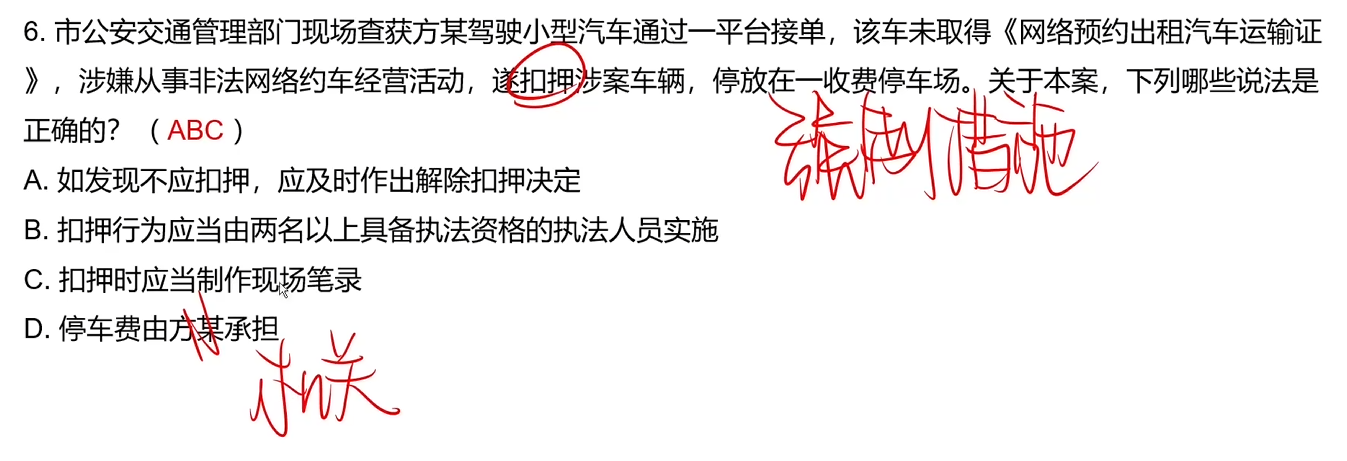 6. 市公安交通管理部门现场查获方某驾驶小型汽车通过一平台接单，该车未取得《网络预约出租汽车运输证
》，涉嫌从事非法网络约车经营活动，遂扣押涉案车辆，停放在一收费停车场。关于本案，下列哪些说法是
正确的？（ ABC ）
强制措施
A. 如发现不应扣押，应及时作出解除扣押决定
B. 扣押行为应当由两名以上具备执法资格的执法人员实施
C. 扣押时应当制作现场笔录
D. 停车费由方某承担
机关